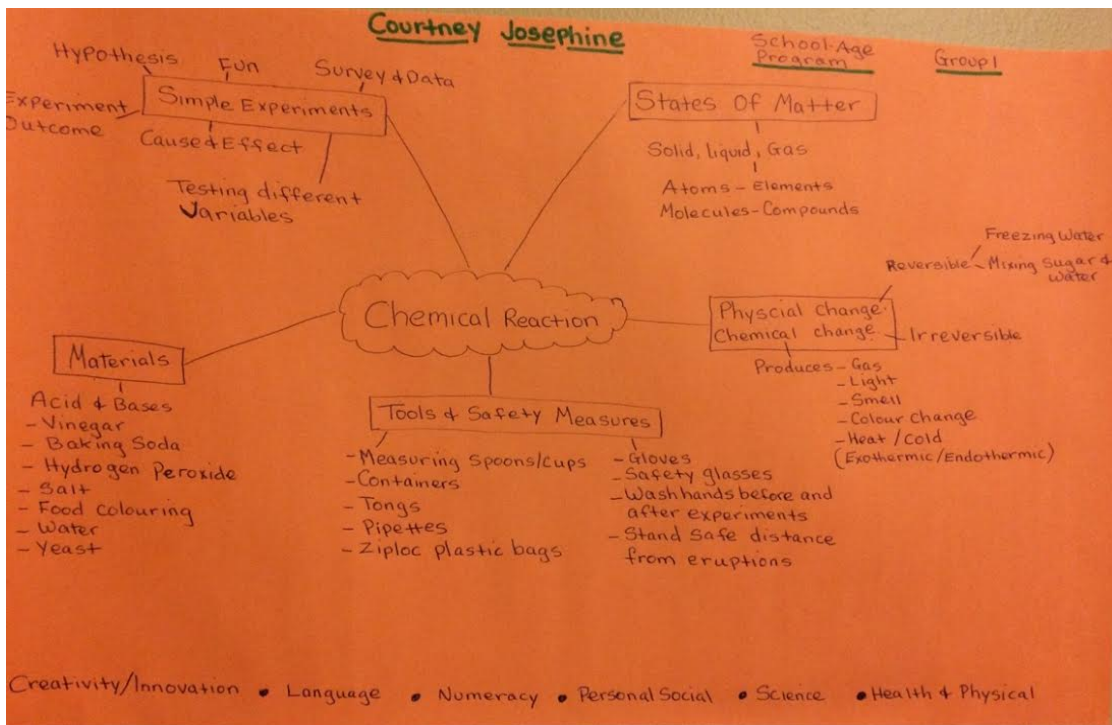 Courtney Josephine
School-Age
Program
Group 1
Hypothesis
Fun
Survey & Data
Simple Experiments
Experiment
Outcome
Cause & Effect
Testing different
Variables
States Of Matter
Solid, Liquid, Gas
Atoms - Elements
Molecules - Compounds
Chemical Reaction
Freezing Water
Reversible - Mixing Sugar &
Water
Physcial change.
Chemical change
Irreversible
Produces - Gas
- Light
- Smell
- Colour change
- Heat / Cold
(Exothermic/Endothermic)
Materials
Acid & Bases
- Vinegar
- Baking Soda
- Hydrogen Peroxide
- Salt
- Food colouring
- Water
- Yeast
Tools & Safety Measures
- Measuring Spoons/cups
- Containers
- Tongs
- Pipettes
- Ziploc plastic bags
- Gloves
- Safety glasses
- Wash hands before and
after experiments
- Stand safe distance
from eruptions
Creativity/Innovation • Language • Numeracy • Personal Social • Science • Health & Physical